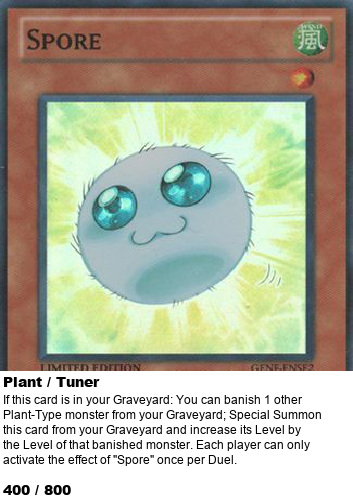 Spore
WIND
風
LIMITED EDITION
GENF-ENSE2
Plant / Tuner
If this card is in your Graveyard: You can banish 1 other
Plant-Type monster from your Graveyard; Special Summon
this card from your Graveyard and increase its Level by
the Level of that banished monster. Each player can only
activate the effect of "Spore" once per Duel.
400 / 800